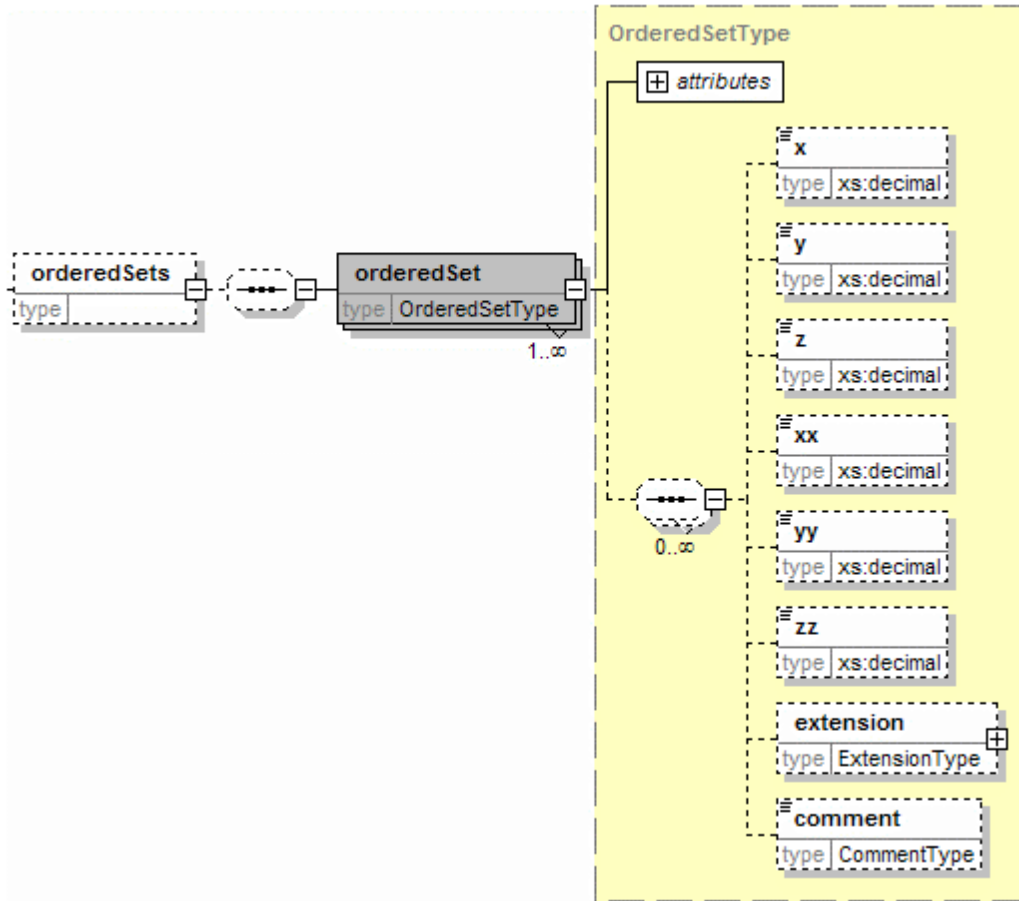 OrderedSetType
attributes
x
type xs:decimal
y
type xs:decimal
orderedSets
type
orderedSet
type OrderedSetType
1..∞
z
type xs:decimal
xx
type xs:decimal
0..∞
yy
type xs:decimal
zz
type xs:decimal
extension
type ExtensionType
comment
type CommentType